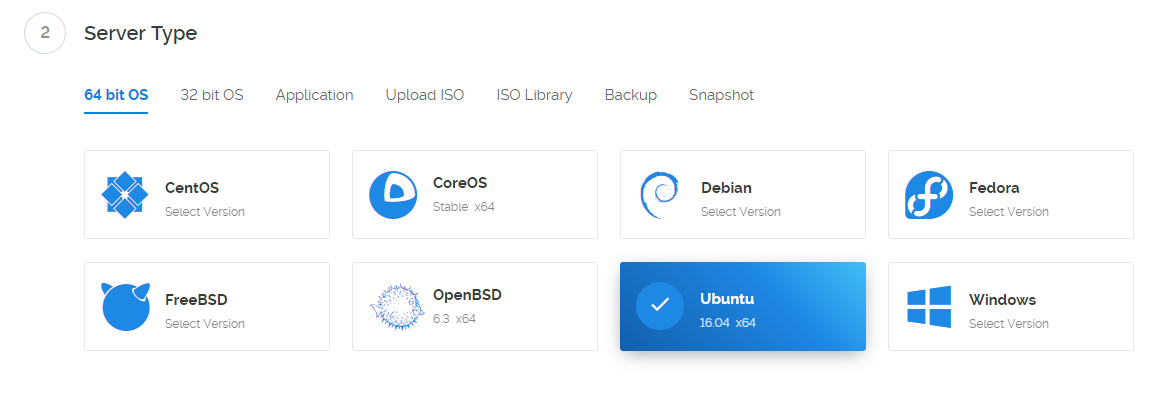 2 Server Type
64 bit OS 32 bit OS Application Upload ISO ISO Library Backup Snapshot
CentOS
Select Version
CoreOS
Stable x64
Debian
Select Version
Fedora
Select Version
FreeBSD
Select Version
OpenBSD
6.3 x64
Ubuntu
16.04 x64
Windows
Select Version